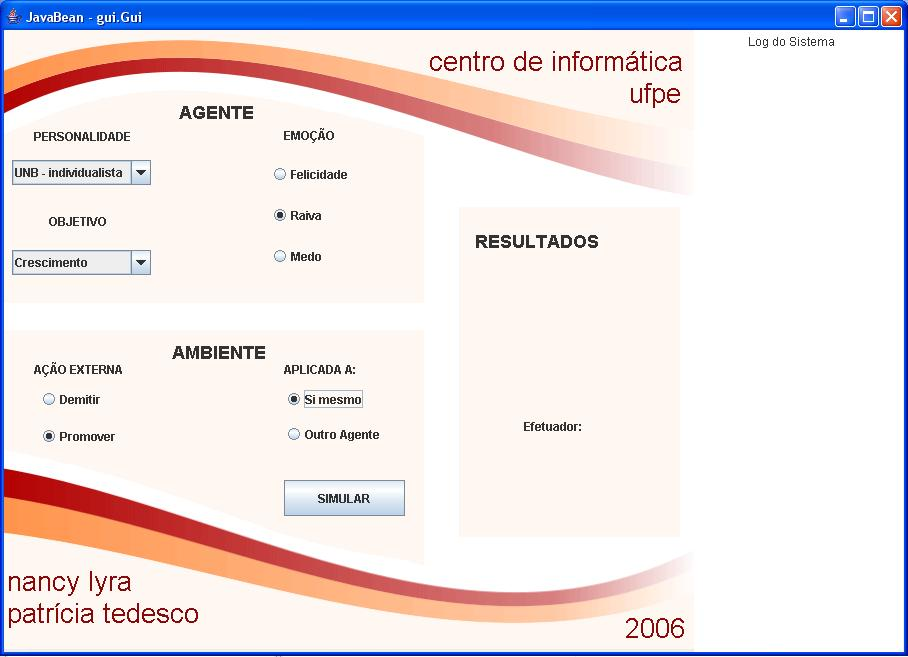 JavaBean - gui.Gui
centro de informática
ufpe
Log do Sistema
AGENTE
PERSONALIDADE
UNB - individualista
OBJETIVO
Crescimento
EMOÇÃO
Felicidade
Raiva
Medo
AMBIENTE
AÇÃO EXTERNA
Demitir
Promover
APLICADA A:
Si mesmo
Outro Agente
SIMULAR
RESULTADOS
Efetuador:
nancy lyra
patrícia tedesco
2006